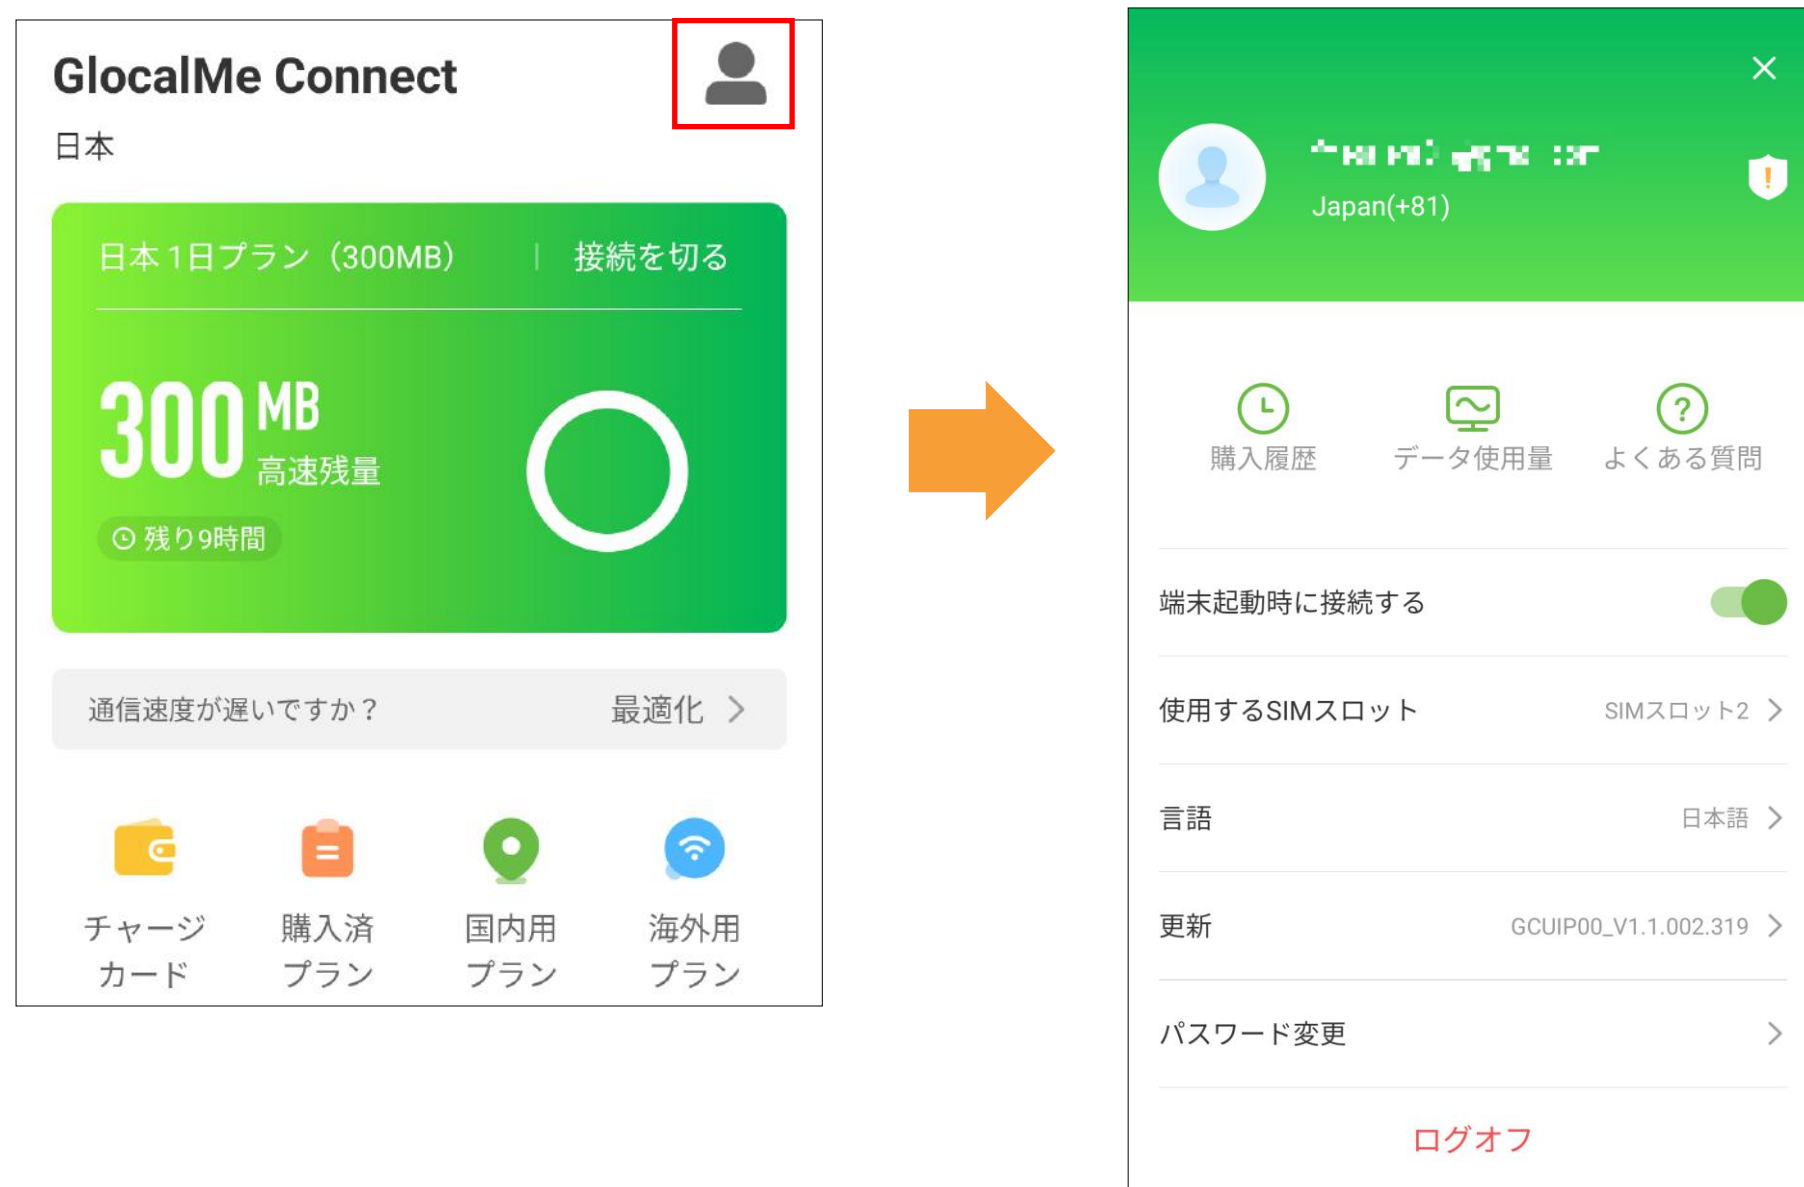 GlocalMe Connect
日本
日本1日プラン（300MB） | 接続を切る
300 MB
高速残量
残り9時間
通信速度が遅いですか？ 最適化
チャージ
カード
購入済
プラン
国内用
プラン
海外用
プラン
Japan(+81)
購入履歴
データ使用量
よくある質問
端末起動時に接続する
使用するSIMスロット SIMスロット2
言語 日本語
更新 GCUIP00_V1.1.002.319
パスワード変更
ログオフ